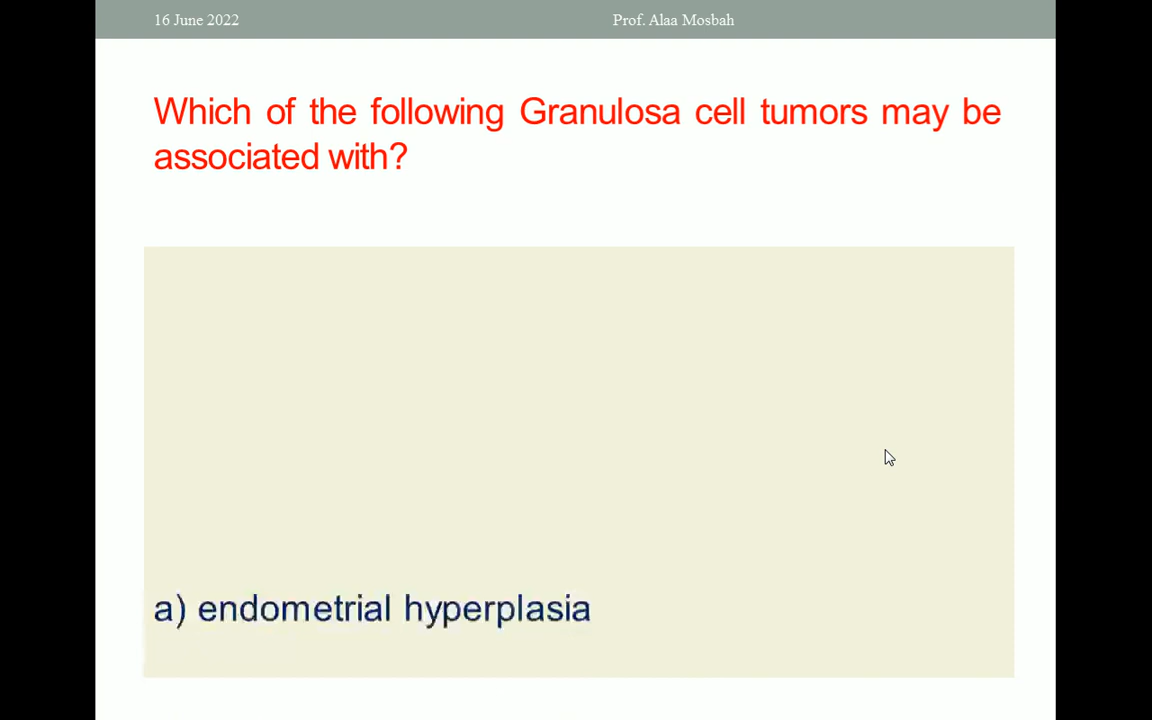 16 June 2022 Prof. Alaa Mosbah
Which of the following Granulosa cell tumors may be
associated with?
a) endometrial hyperplasia